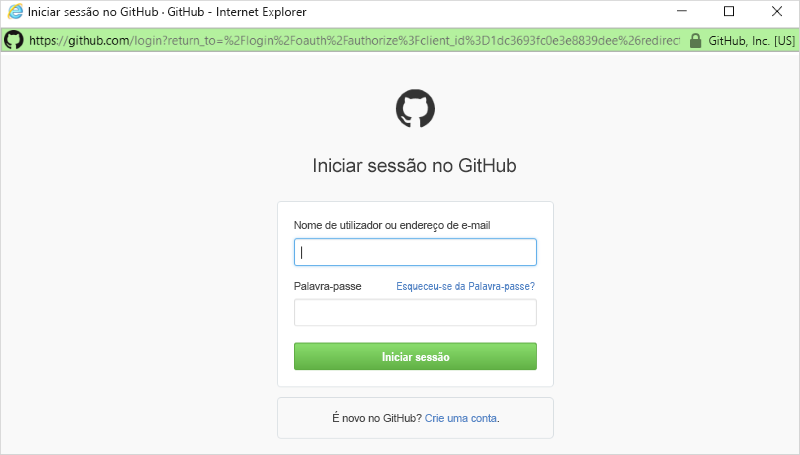 Iniciar sessão no GitHub · GitHub - Internet Explorer
https://github.com/login?return_to=%2Flogin%2Foauth%2Fauthorize%3Fclient_id%3D1dc3693fc0e3e8839dee%26redirect GitHub, Inc. [US]
Iniciar sessão no GitHub
Nome de utilizador ou endereço de e-mail
Palavra-passe Esqueceu-se da Palavra-passe?
Iniciar sessão
É novo no GitHub? Crie uma conta.